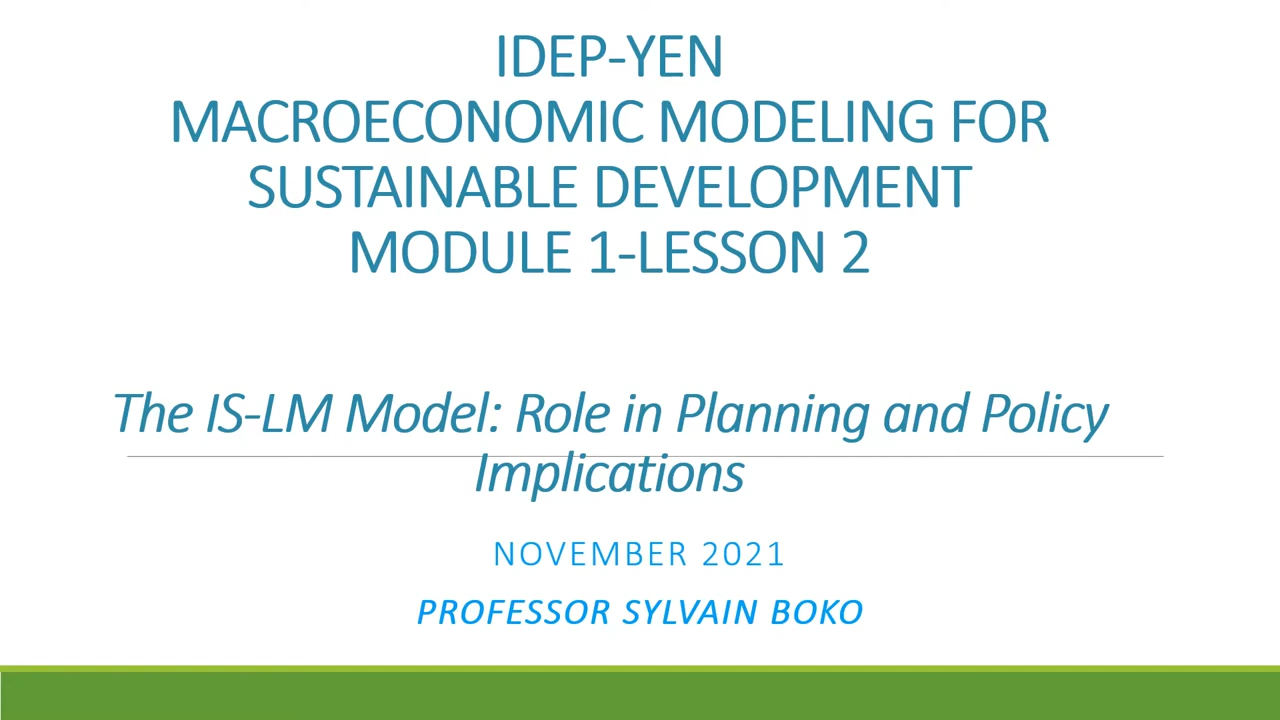 IDEP-YEN
MACROECONOMIC MODELING FOR
SUSTAINABLE DEVELOPMENT
MODULE 1-LESSON 2
The IS-LM Model: Role in Planning and Policy
Implications
NOVEMBER 2021
PROFESSOR SYLVAIN BOKO